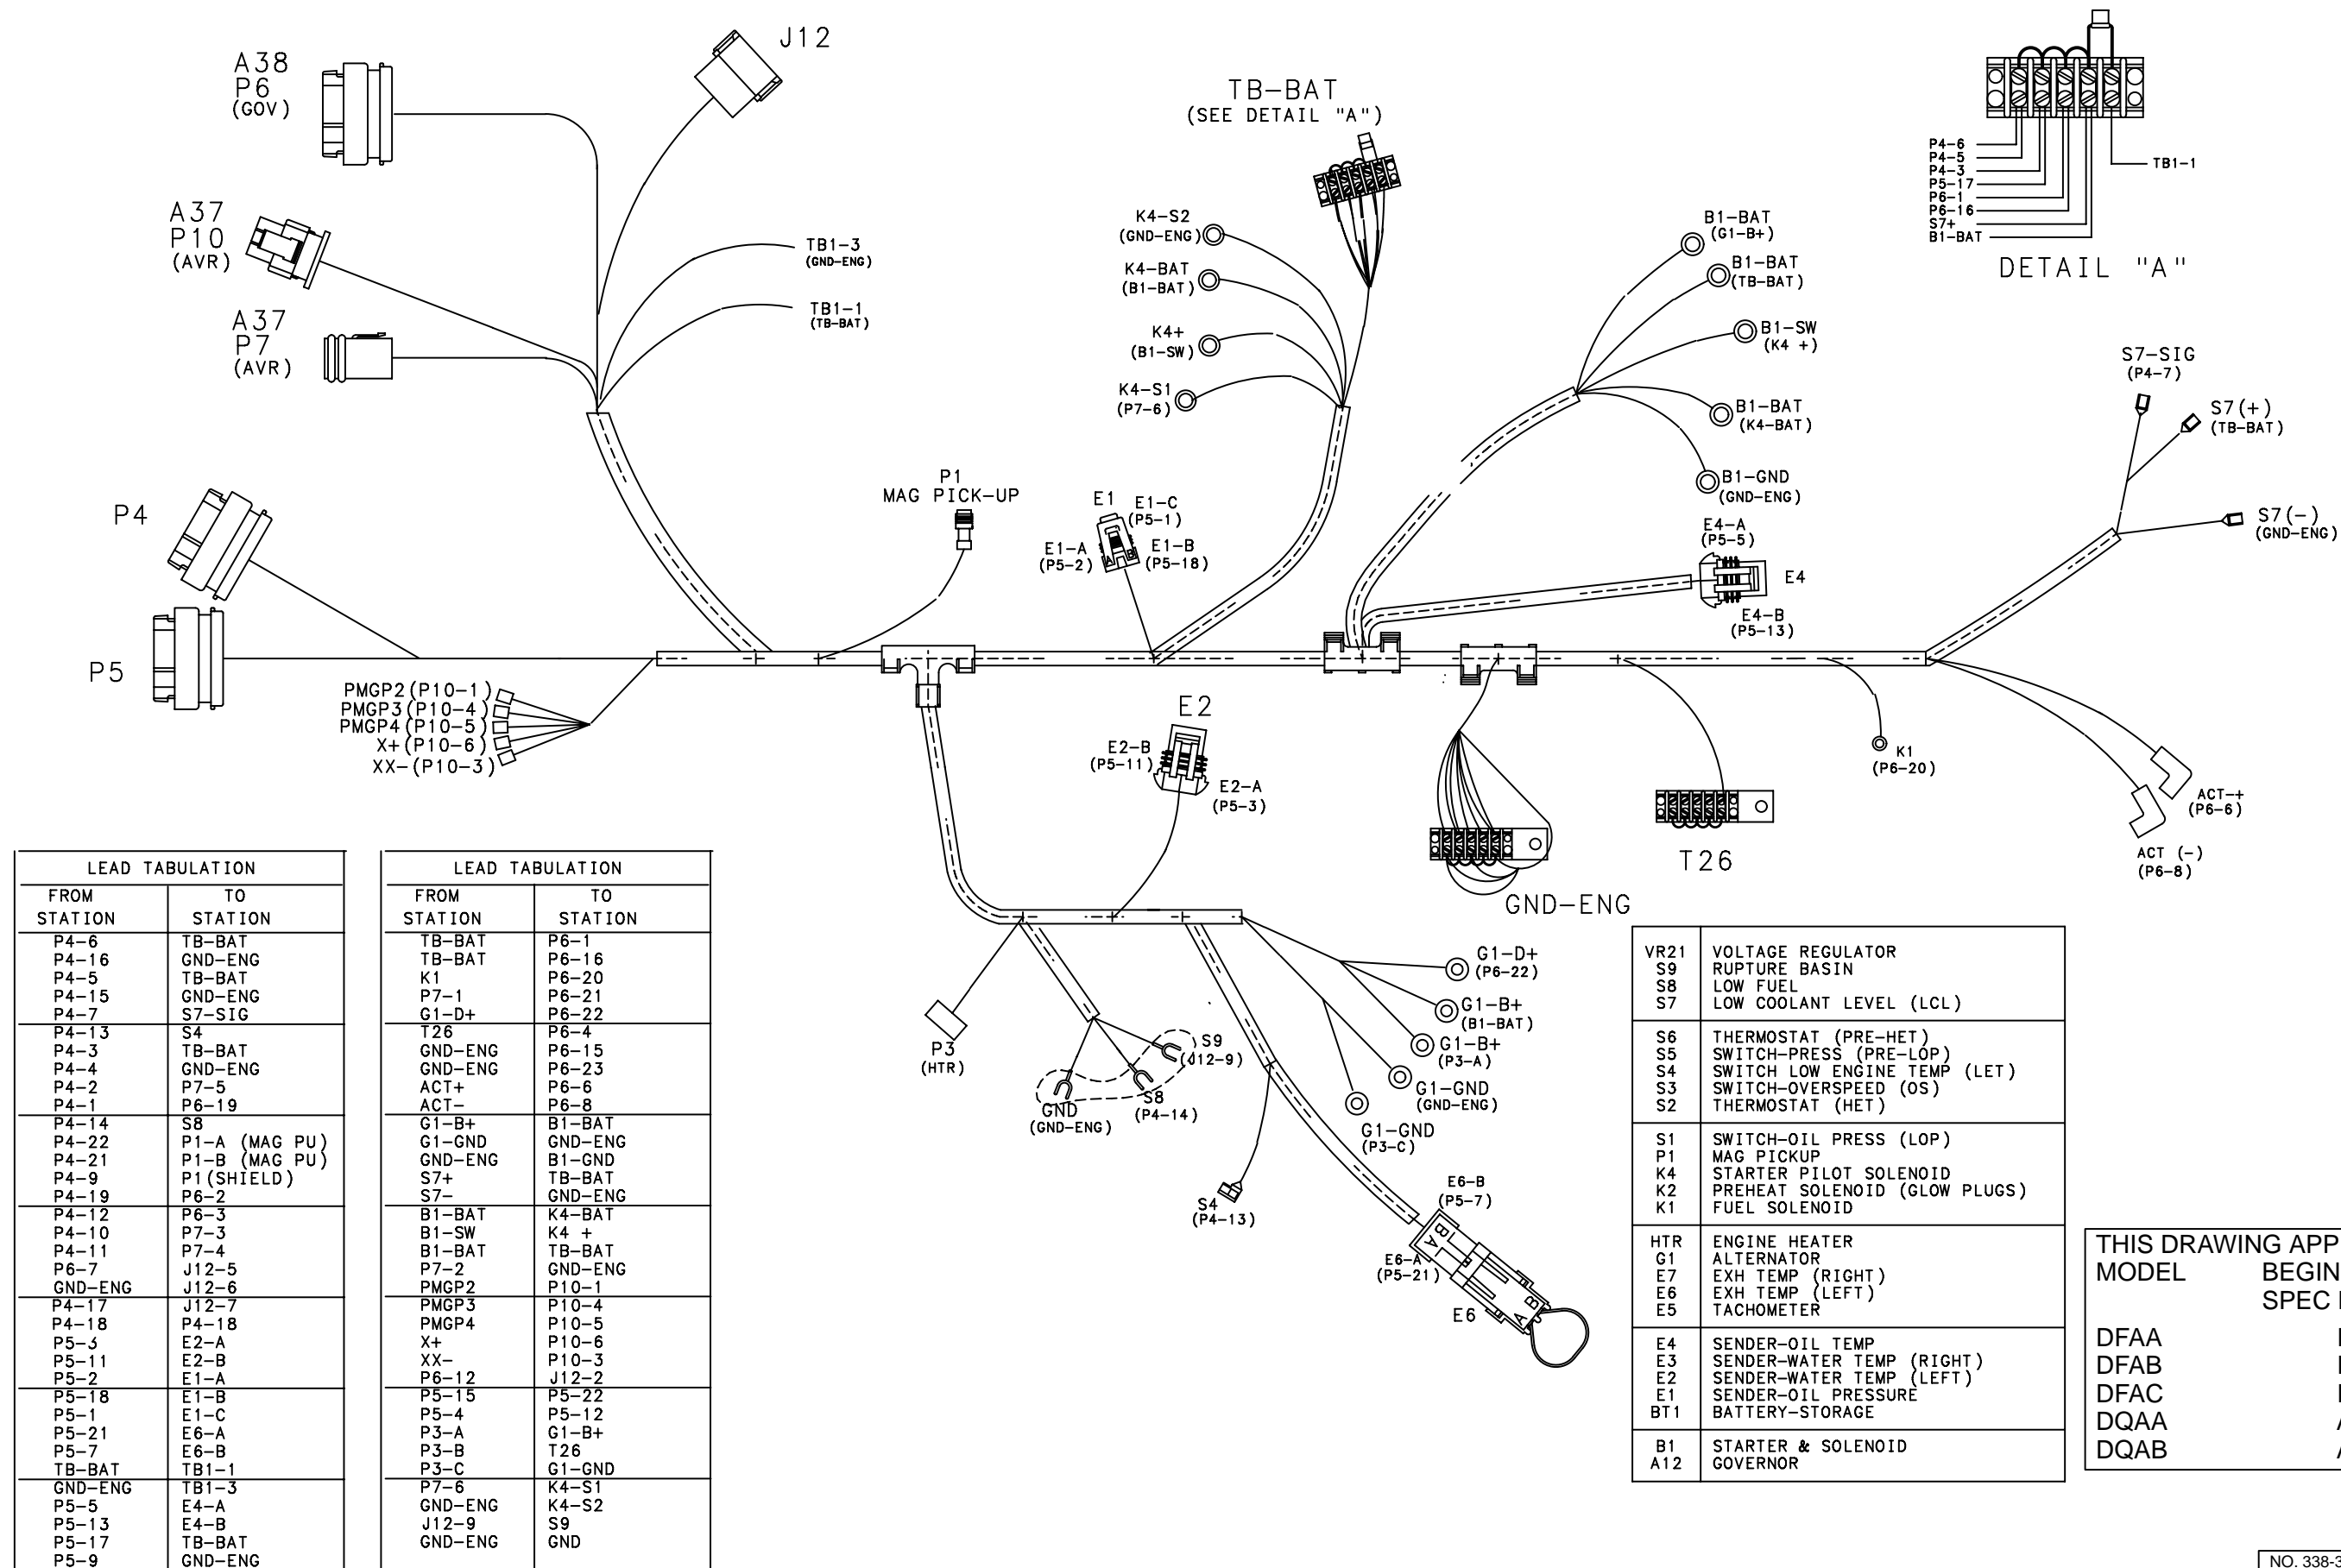 A38
P6
(GOV)
J12
A37
P10
(AVR)
A37
P7
(AVR)
TB1-3
(GND-ENG)
TB1-1
(TB-BAT)
P4
P5
P1
MAG PICK-UP
PMGP2(P10-1)
PMGP3(P10-4)
PMGP4(P10-5)
X+(P10-6)
XX-(P10-3)
TB-BAT
(SEE DETAIL "A")
K4-S2
(GND-ENG)
K4-BAT
(B1-BAT)
K4+
(B1-SW)
K4-S1
(P7-6)
E1
E1-C
(P5-1)
E1-A
(P5-2)
E1-B
(P5-18)
A
B
B1-BAT
(G1-B+)
B1-BAT
(TB-BAT)
B1-SW
(K4 +)
B1-BAT
(K4-BAT)
B1-GND
(GND-ENG)
E4-A
(P5-5)
E4
E4-B
(P5-13)
P4-6
P4-5
P4-3
P5-17
P6-1
P6-16
S7+
B1-BAT
TB1-1
DETAIL "A"
S7-SIG
(P4-7)
S7(+)
(TB-BAT)
S7(-)
(GND-ENG)
E2
E2-B
(P5-11)
E2-A
(P5-3)
GND-ENG
T26
K1
(P6-20)
ACT-+
(P6-6)
ACT (-)
(P6-8)
P3
(HTR)
GND
(GND-ENG)
S8
(P4-14)
S9
(J12-9)
G1-D+
(P6-22)
G1-B+
(B1-BAT)
G1-B+
(P3-A)
G1-GND
(GND-ENG)
G1-GND
(P3-C)
S4
(P4-13)
E6-B
(P5-7)
E6-A
(P5-21)
B
A
A
B
E6
LEAD TABULATION
FROM STATION TO STATION
P4-6 TB-BAT
P4-16 GND-ENG
P4-5 TB-BAT
P4-15 GND-ENG
P4-7 S7-SIG
P4-13 S4
P4-3 TB-BAT
P4-4 GND-ENG
P4-2 P7-5
P4-1 P6-19
P4-14 S8
P4-22 P1-A (MAG PU)
P4-21 P1-B (MAG PU)
P4-9 P1(SHIELD)
P4-19 P6-2
P4-12 P6-3
P4-10 P7-3
P4-11 P7-4
P6-7 J12-5
GND-ENG J12-6
P4-17 J12-7
P4-18 P4-18
P5-3 E2-A
P5-11 E2-B
P5-2 E1-A
P5-18 E1-B
P5-1 E1-C
P5-21 E6-A
P5-7 E6-B
TB-BAT TB1-1
GND-ENG TB1-3
P5-5 E4-A
P5-13 E4-B
P5-17 TB-BAT
P5-9 GND-ENG
LEAD TABULATION
FROM STATION TO STATION
TB-BAT P6-1
TB-BAT P6-16
K1 P6-20
P7-1 P6-21
G1-D+ P6-22
T26 P6-4
GND-ENG P6-15
GND-ENG P6-23
ACT+ P6-6
ACT- P6-8
G1-B+ B1-BAT
G1-GND GND-ENG
GND-ENG B1-GND
S7+ TB-BAT
S7- GND-ENG
B1-BAT K4-BAT
B1-SW K4 +
B1-BAT TB-BAT
P7-2 GND-ENG
PMGP2 P10-1
PMGP3 P10-4
PMGP4 P10-5
X+ P10-6
XX- P10-3
P6-12 J12-2
P5-15 P5-22
P5-4 P5-12
P3-A G1-B+
P3-B T26
P3-C G1-GND
P7-6 K4-S1
GND-ENG K4-S2
J12-9 S9
GND-ENG GND
VR21 VOLTAGE REGULATOR
S9 RUPTURE BASIN
S8 LOW FUEL
S7 LOW COOLANT LEVEL (LCL)
S6 THERMOSTAT (PRE-HET)
S5 SWITCH-PRESS (PRE-LOP)
S4 SWITCH LOW ENGINE TEMP (LET)
S3 SWITCH-OVERSPEED (OS)
S2 THERMOSTAT (HET)
S1 SWITCH-OIL PRESS (LOP)
P1 MAG PICKUP
K4 STARTER PILOT SOLENOID
K2 PREHEAT SOLENOID (GLOW PLUGS)
K1 FUEL SOLENOID
HTR ENGINE HEATER
G1 ALTERNATOR
E7 EXH TEMP (RIGHT)
E6 EXH TEMP (LEFT)
E5 TACHOMETER
E4 SENDER-OIL TEMP
E3 SENDER-WATER TEMP (RIGHT)
E2 SENDER-WATER TEMP (LEFT)
E1 SENDER-OIL PRESSURE
BT1 BATTERY-STORAGE
B1 STARTER & SOLENOID
A12 GOVERNOR
THIS DRAWING APP
MODEL BEGIN
SPEC
DFAA
DFAB
DFAC
DQAA
DQAB
NO. 338-3